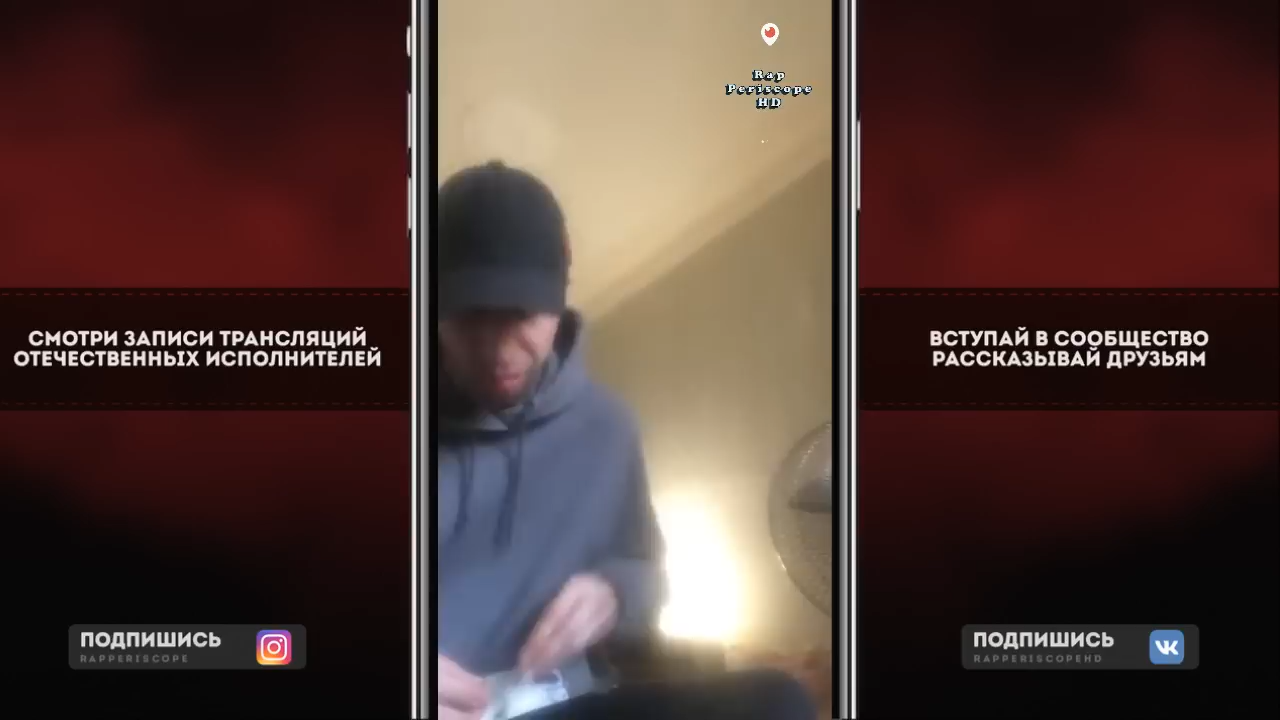 Rap
Periscope
HD
СМОТРИ ЗАПИСИ ТРАНСЛЯЦИЙ
ОТЕЧЕСТВЕННЫХ ИСПОЛНИТЕЛЕЙ
ВСТУПАЙ В СООБЩЕСТВО
РАССКАЗЫВАЙ ДРУЗЬЯМ
ПОДПИШИСЬ
RAPPERISCOPE
ПОДПИШИСЬ
RAPPERISCOPEHD